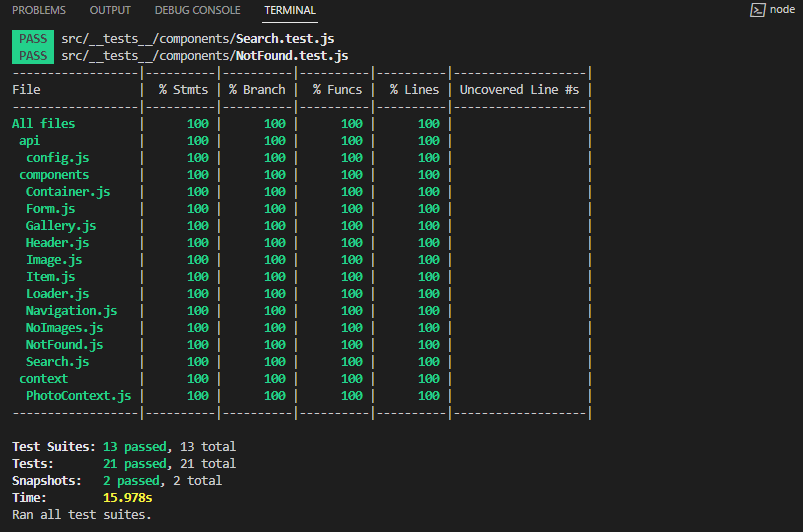 PROBLEMS OUTPUT DEBUG CONSOLE TERMINAL node
PASS src/__tests__/components/Search.test.js
PASS src/__tests__/components/NotFound.test.js
-------------------|----------|----------|----------|----------|-------------------|
File               |  % Stmts | % Branch |  % Funcs |  % Lines | Uncovered Line #s |
-------------------|----------|----------|----------|----------|-------------------|
All files          |      100 |      100 |      100 |      100 |                   |
 api               |      100 |      100 |      100 |      100 |                   |
  config.js        |      100 |      100 |      100 |      100 |                   |
 components        |      100 |      100 |      100 |      100 |                   |
  Container.js     |      100 |      100 |      100 |      100 |                   |
  Form.js          |      100 |      100 |      100 |      100 |                   |
  Gallery.js       |      100 |      100 |      100 |      100 |                   |
  Header.js        |      100 |      100 |      100 |      100 |                   |
  Image.js         |      100 |      100 |      100 |      100 |                   |
  Item.js          |      100 |      100 |      100 |      100 |                   |
  Loader.js        |      100 |      100 |      100 |      100 |                   |
  Navigation.js    |      100 |      100 |      100 |      100 |                   |
  NoImages.js      |      100 |      100 |      100 |      100 |                   |
  NotFound.js      |      100 |      100 |      100 |      100 |                   |
  Search.js        |      100 |      100 |      100 |      100 |                   |
 context           |      100 |      100 |      100 |      100 |                   |
  PhotoContext.js  |      100 |      100 |      100 |      100 |                   |
-------------------|----------|----------|----------|----------|-------------------|
Test Suites: 13 passed, 13 total
Tests:       21 passed, 21 total
Snapshots:   2 passed, 2 total
Time:        15.978s
Ran all test suites.